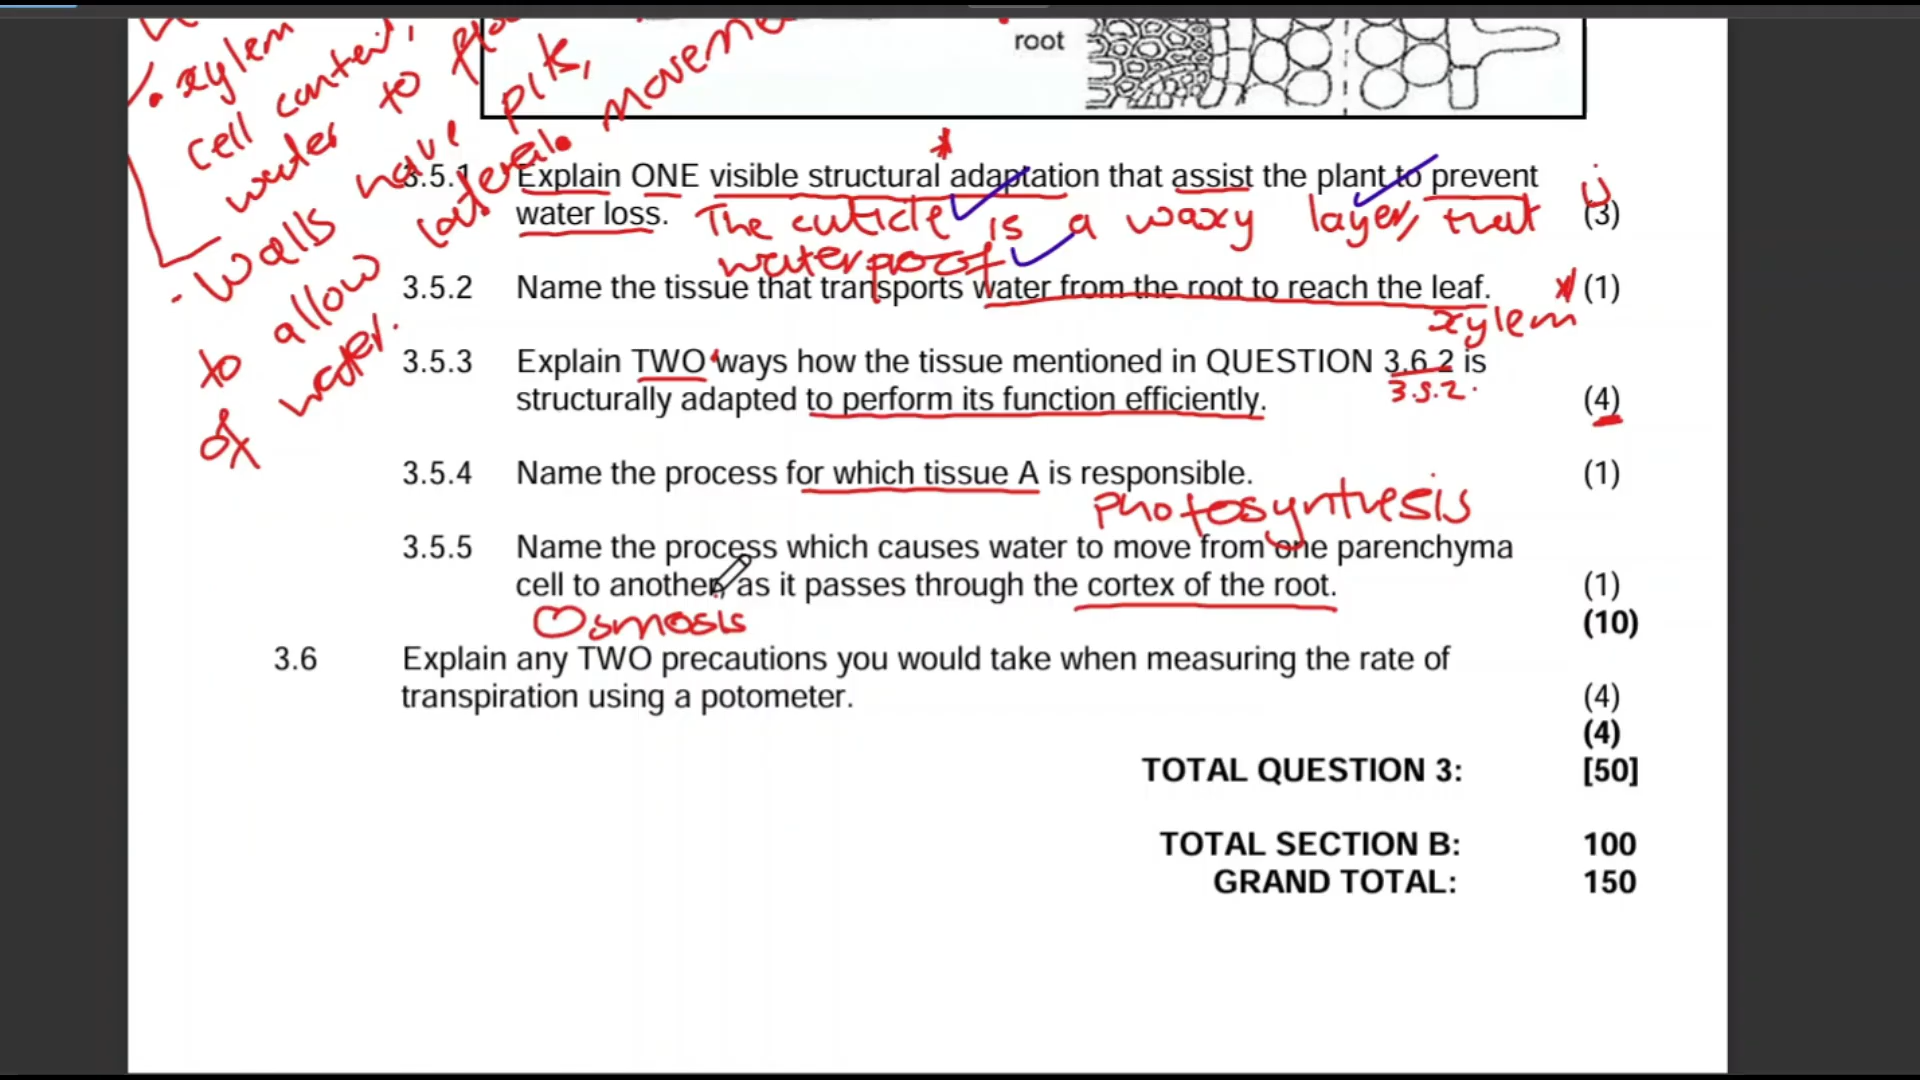 xylem
cell content,
water to
walls have pits,
to allow lateral movement
of water.
root
3.5.1 Explain ONE visible structural adaptation that assist the plant to prevent
water loss. (3)
The cuticle is a waxy layer, that is
waterproof
3.5.2 Name the tissue that transports water from the root to reach the leaf. (1)
xylem
3.5.3 Explain TWO ways how the tissue mentioned in QUESTION 3.6.2 is
3.5.2.
structurally adapted to perform its function efficiently. (4)
3.5.4 Name the process for which tissue A is responsible. (1)
Photosynthesis
3.5.5 Name the process which causes water to move from one parenchyma
cell to another, as it passes through the cortex of the root. (1)
Osmosis
(10)
3.6 Explain any TWO precautions you would take when measuring the rate of
transpiration using a potometer. (4)
(4)
TOTAL QUESTION 3: [50]
TOTAL SECTION B: 100
GRAND TOTAL: 150